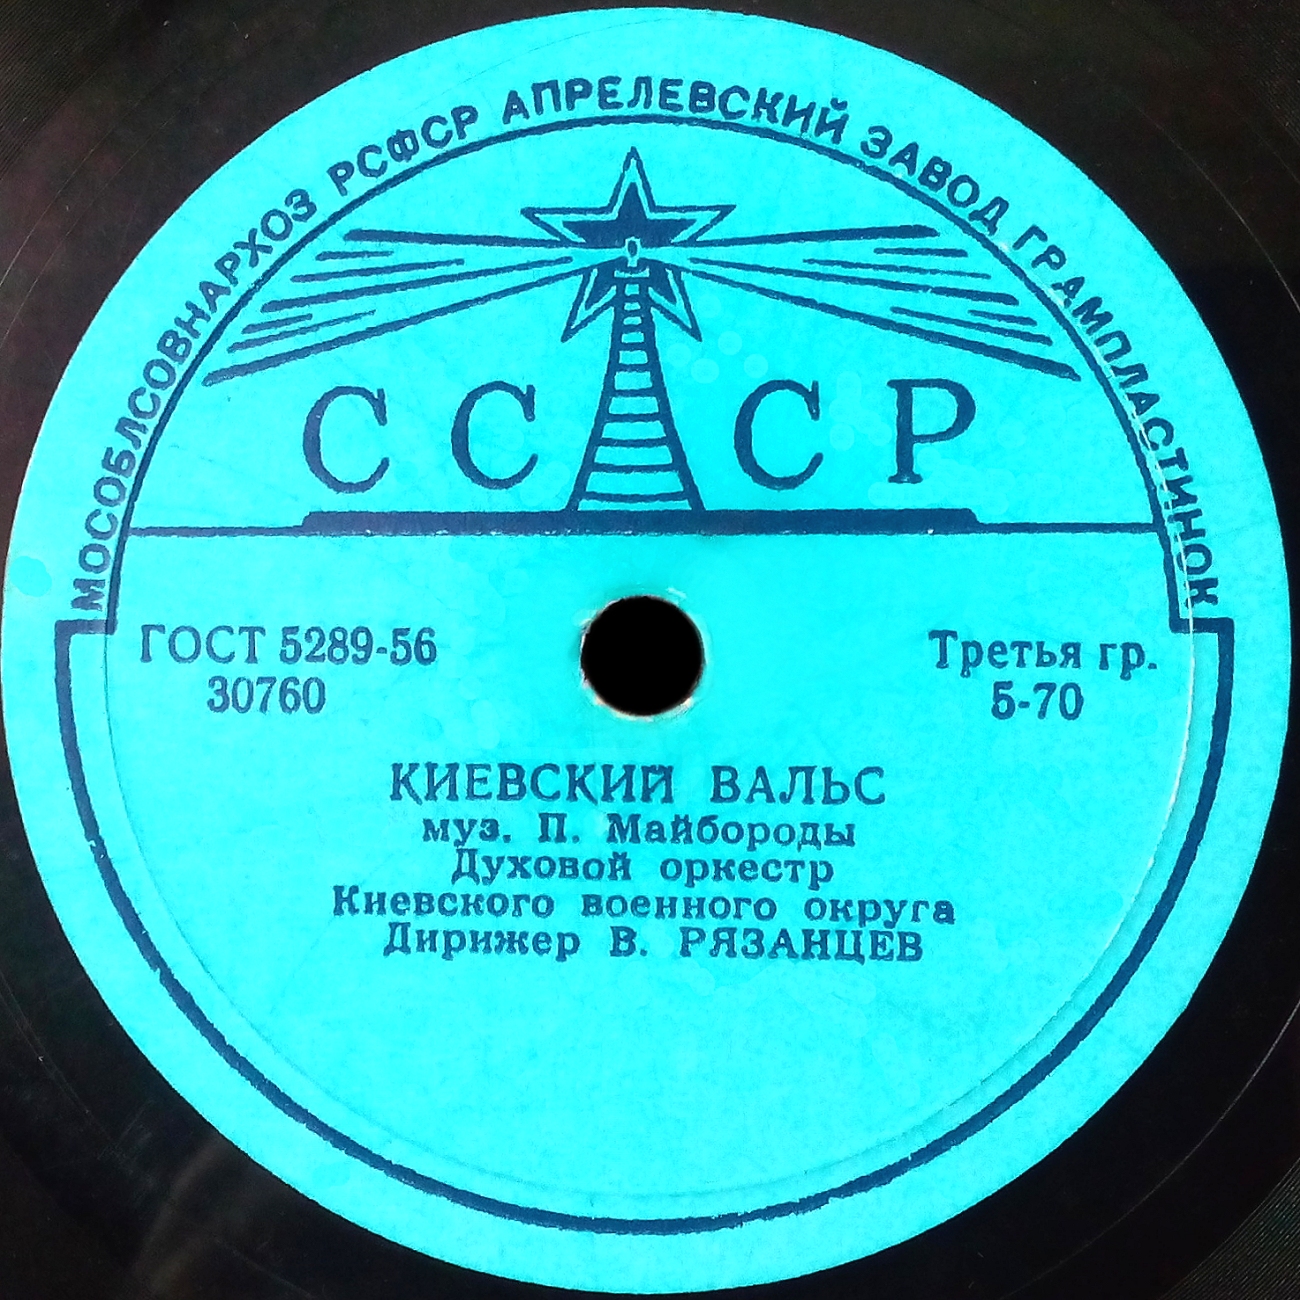 МОСОБЛСОВНАРХОЗ РСФСР АПРЕЛЕВСКИЙ ЗАВОД ГРАМПЛАСТИНОК
СССР
ГОСТ 5289-56
30760
Третья гр.
5-70
КИЕВСКИЙ ВАЛЬС
муз. П. Майбороды
Духовой оркестр
Киевского военного округа
Дирижер В. РЯЗАНЦЕВ